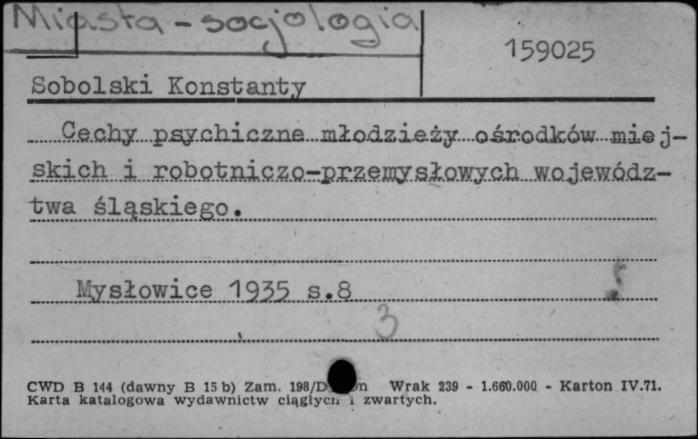 Miasta - socjologia
159025
Sobolski Konstanty
Cechy psychiczne młodzieży ośrodków miej-
skich i robotniczo-przemysłowych wojewódz-
twa śląskiego.
Mysłowice 1935 s.8
3
CWD B 144 (dawny B 15 b) Zam. Wrak 239 - 1.660.000 - Karton IV.71.
Karta katalogowa wydawnictw ciągłych i zwartych.